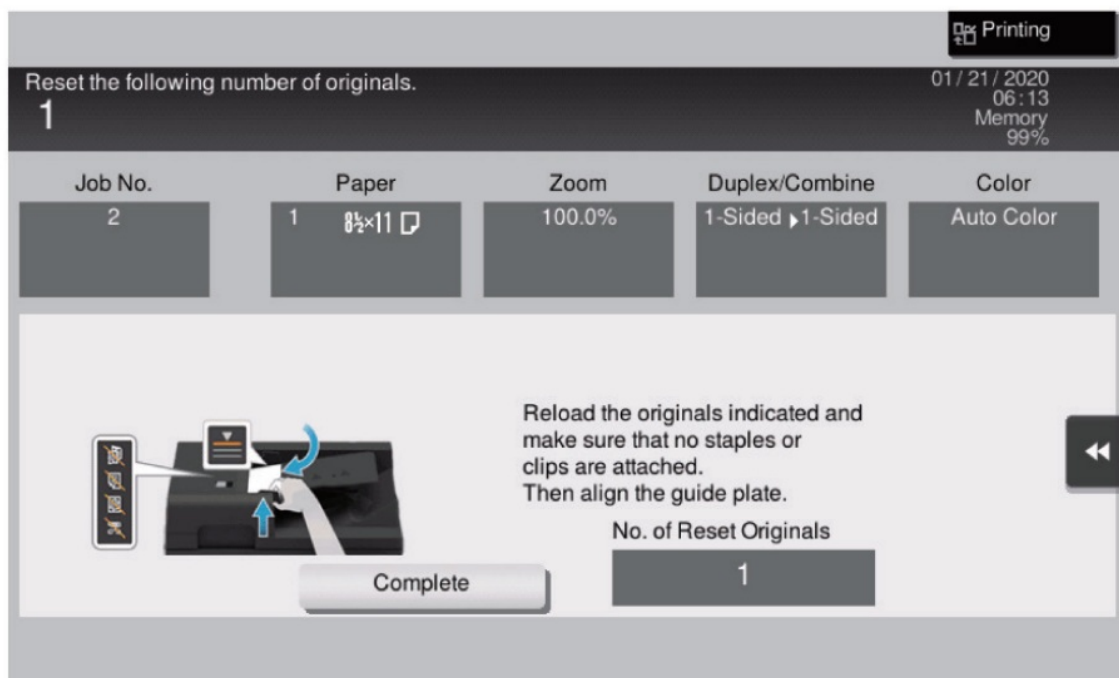 Printing
Reset the following number of originals.
1
01 / 21 / 2020
06 : 13
Memory
99%
Job No.
Paper
Zoom
Duplex/Combine
Color
2
1 8½×11
100.0%
1-Sided ▸1-Sided
Auto Color
Reload the originals indicated and
make sure that no staples or
clips are attached.
Then align the guide plate.
No. of Reset Originals
1
Complete